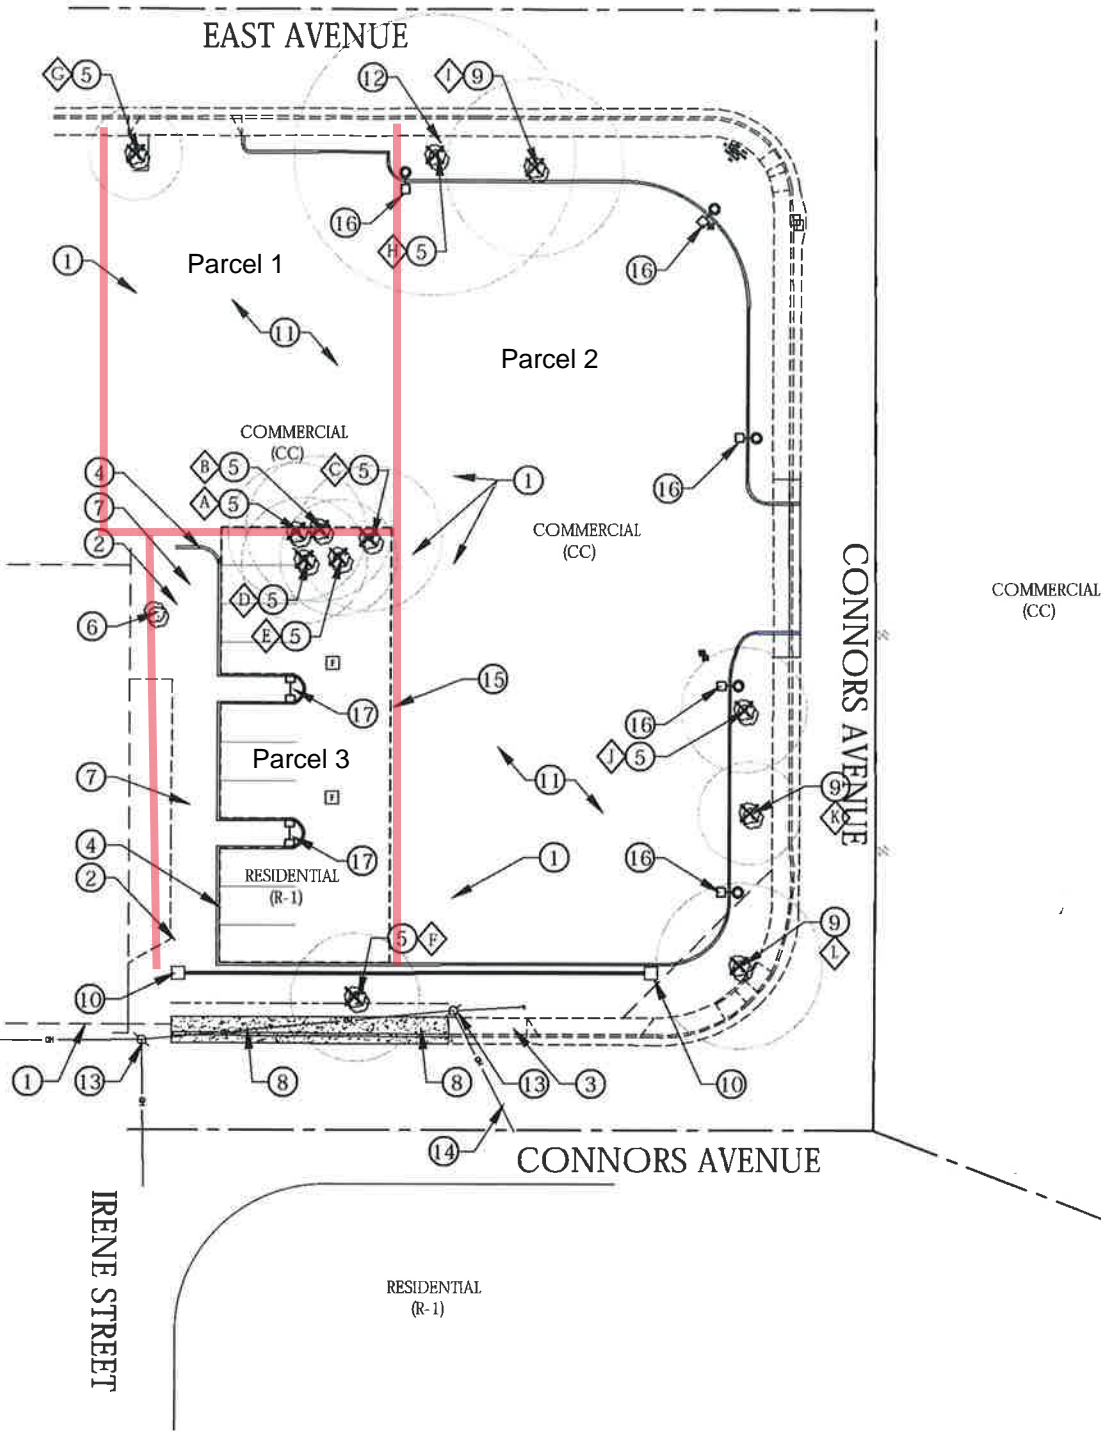 EAST AVENUE
G 5
12
I 9
16
H 5
16
1
Parcel 1
11
Parcel 2
COMMERCIAL
(CC)
4
B 5
C 5
1
16
7
A 5
COMMERCIAL
(CC)
2
CONNORS AVENUE
COMMERCIAL
(CC)
D 5
6
E 5
F
15
17
16
Parcel 3
J 5
7
F
11
9
K
4
17
1
16
2
RESIDENTIAL
(R-1)
5 F
9
L
10
OH
OH
1
13
8
8
13
3
10
14
CONNORS AVENUE
IRENE STREET
RESIDENTIAL
(R-1)